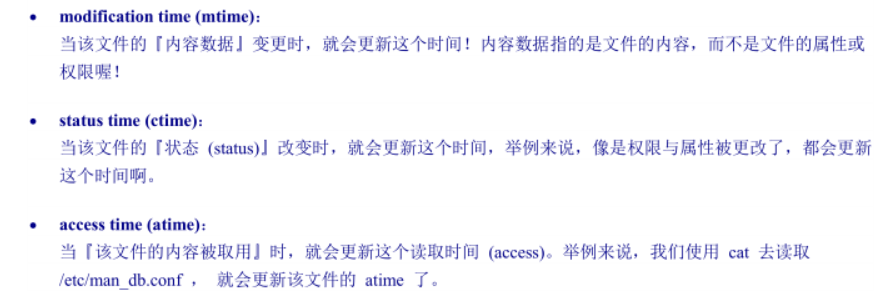 • modification time (mtime)：
当该文件的『内容数据』变更时，就会更新这个时间！内容数据指的是文件的内容，而不是文件的属性或
权限喔！
• status time (ctime)：
当该文件的『状态 (status)』改变时，就会更新这个时间，举例来说，像是权限与属性被更改了，都会更新
这个时间啊。
• access time (atime)：
当『该文件的内容被取用』时，就会更新这个读取时间 (access)。举例来说，我们使用 cat 去读取
/etc/man_db.conf ， 就会更新该文件的 atime 了。